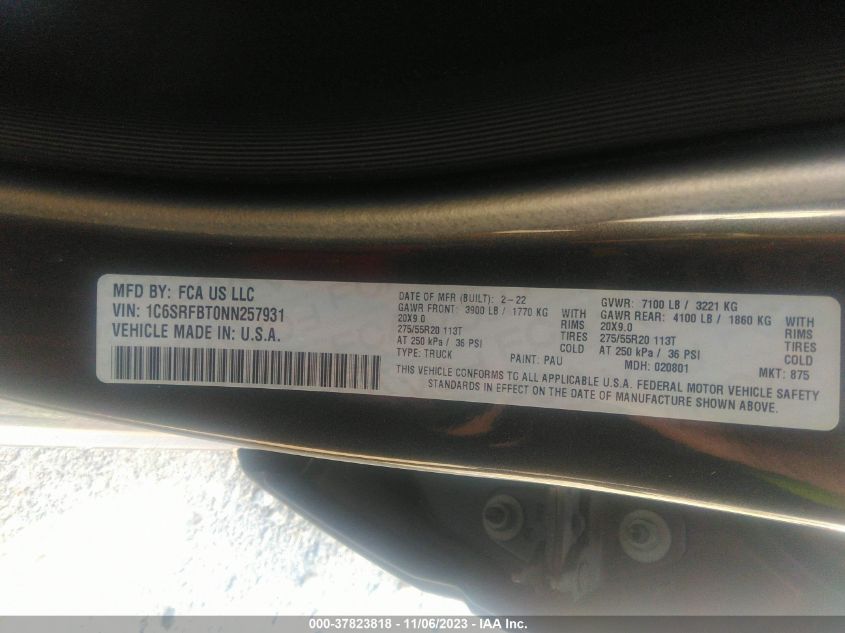 MFD BY: FCA US LLC
VIN: 1C6SRFBT0NN257931
VEHICLE MADE IN: U.S.A.
DATE OF MFR (BUILT): 2-22
GAWR FRONT: 3900 LB / 1770 KG WITH
20X9.0 RIMS
275/55R20 113T TIRES
AT 250 kPa / 36 PSI COLD
TYPE: TRUCK PAINT: PAU
GVWR: 7100 LB / 3221 KG
GAWR REAR: 4100 LB / 1860 KG WITH
20X9.0 RIMS
275/55R20 113T TIRES
AT 250 kPa / 36 PSI COLD
MDH: 020801 MKT: 875
THIS VEHICLE CONFORMS TO ALL APPLICABLE U.S.A. FEDERAL MOTOR VEHICLE SAFETY
STANDARDS IN EFFECT ON THE DATE OF MANUFACTURE SHOWN ABOVE.
000-37823818 - 11/06/2023 - IAA Inc.